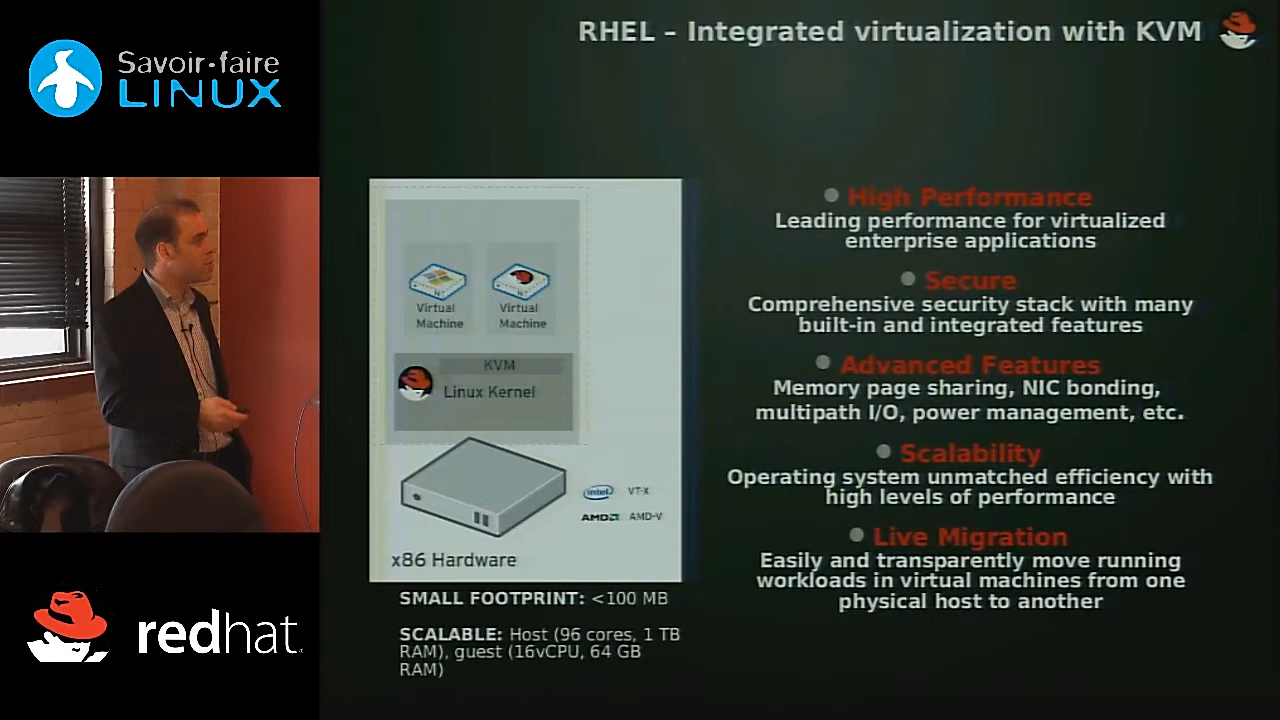 Savoir-faire
LINUX
RHEL – Integrated virtualization with KVM
Virtual
Machine
Virtual
Machine
KVM
Linux Kernel
intel VT-X
AMD AMD-V
x86 Hardware
SMALL FOOTPRINT: <100 MB
SCALABLE: Host (96 cores, 1 TB
RAM), guest (16vCPU, 64 GB
RAM)
High Performance
Leading performance for virtualized
enterprise applications
Secure
Comprehensive security stack with many
built-in and integrated features
Advanced Features
Memory page sharing, NIC bonding,
multipath I/O, power management, etc.
Scalability
Operating system unmatched efficiency with
high levels of performance
Live Migration
Easily and transparently move running
workloads in virtual machines from one
physical host to another
redhat